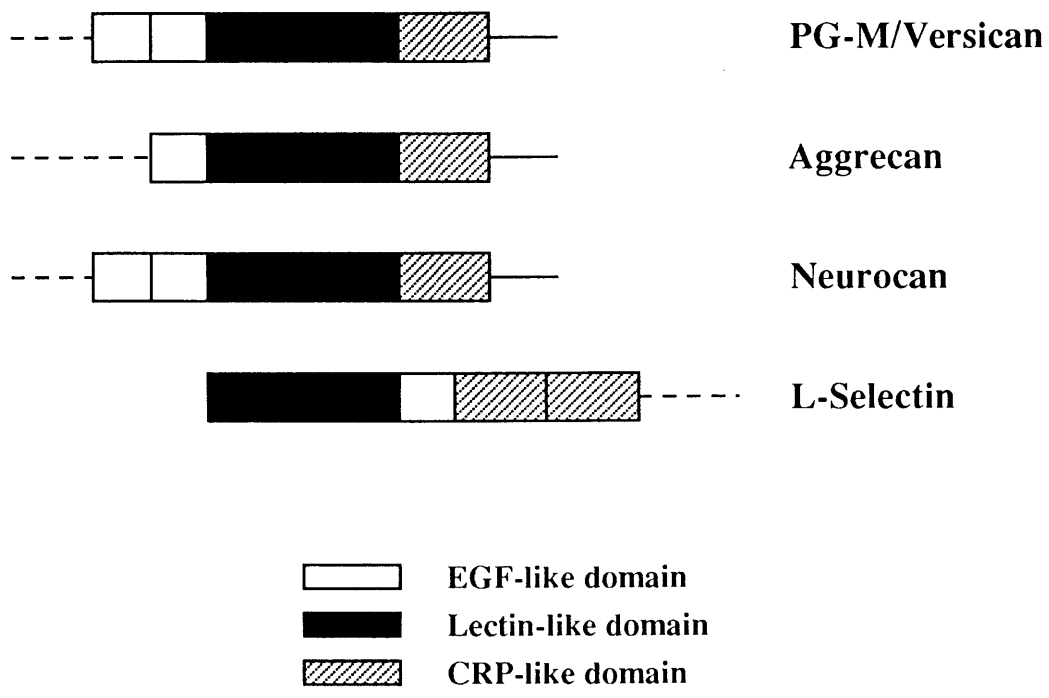 PG-M/Versican
Aggrecan
Neurocan
L-Selectin
EGF-like domain
Lectin-like domain
CRP-like domain